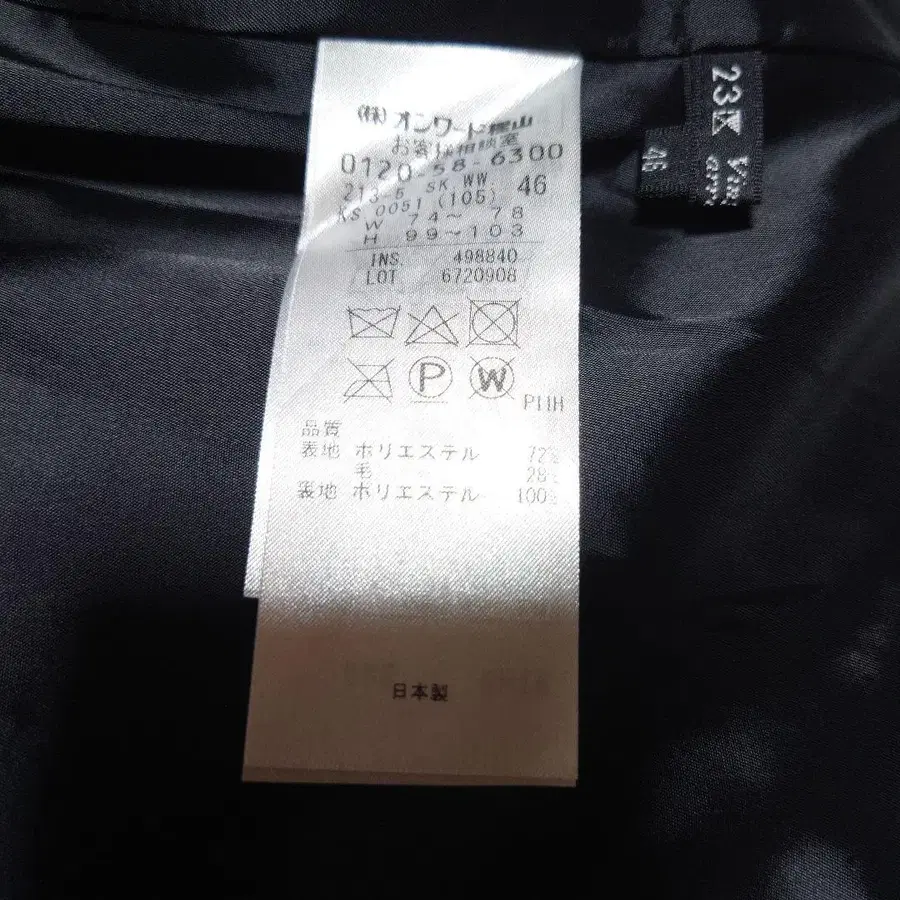 (株) オンワード樫山
お客様相談室
0120-58-6300
213-5 SK,WW. 46
KS 0051 (105)
W 74～ 78
H 99～103
INS. 498840
LOT 6720908
P
W
P11H
品質
表地 ポリエステル 72%
毛 28%
裏地 ポリエステル 100%
日本製
23区
46